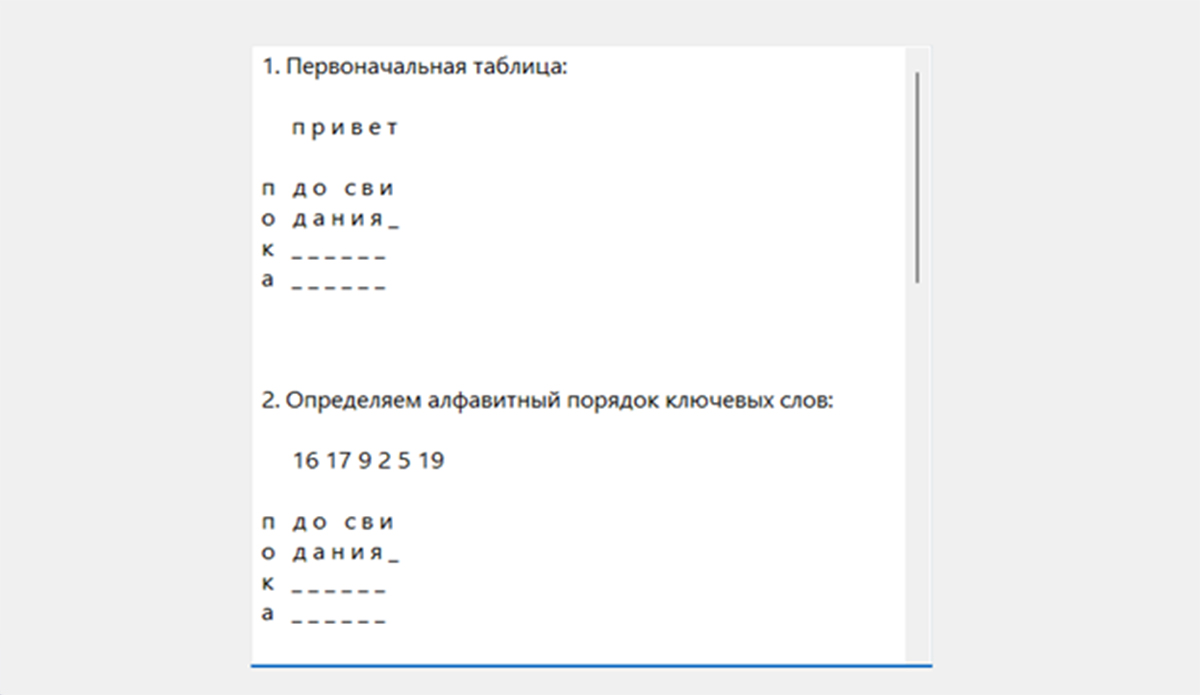 1. Первоначальная таблица:
п р и в е т
п д о   с в и
о д а н и я _
к _ _ _ _ _ _
а _ _ _ _ _ _
2. Определяем алфавитный порядок ключевых слов:
16 17 9 2 5 19
п д о   с в и
о д а н и я _
к _ _ _ _ _ _
а _ _ _ _ _ _